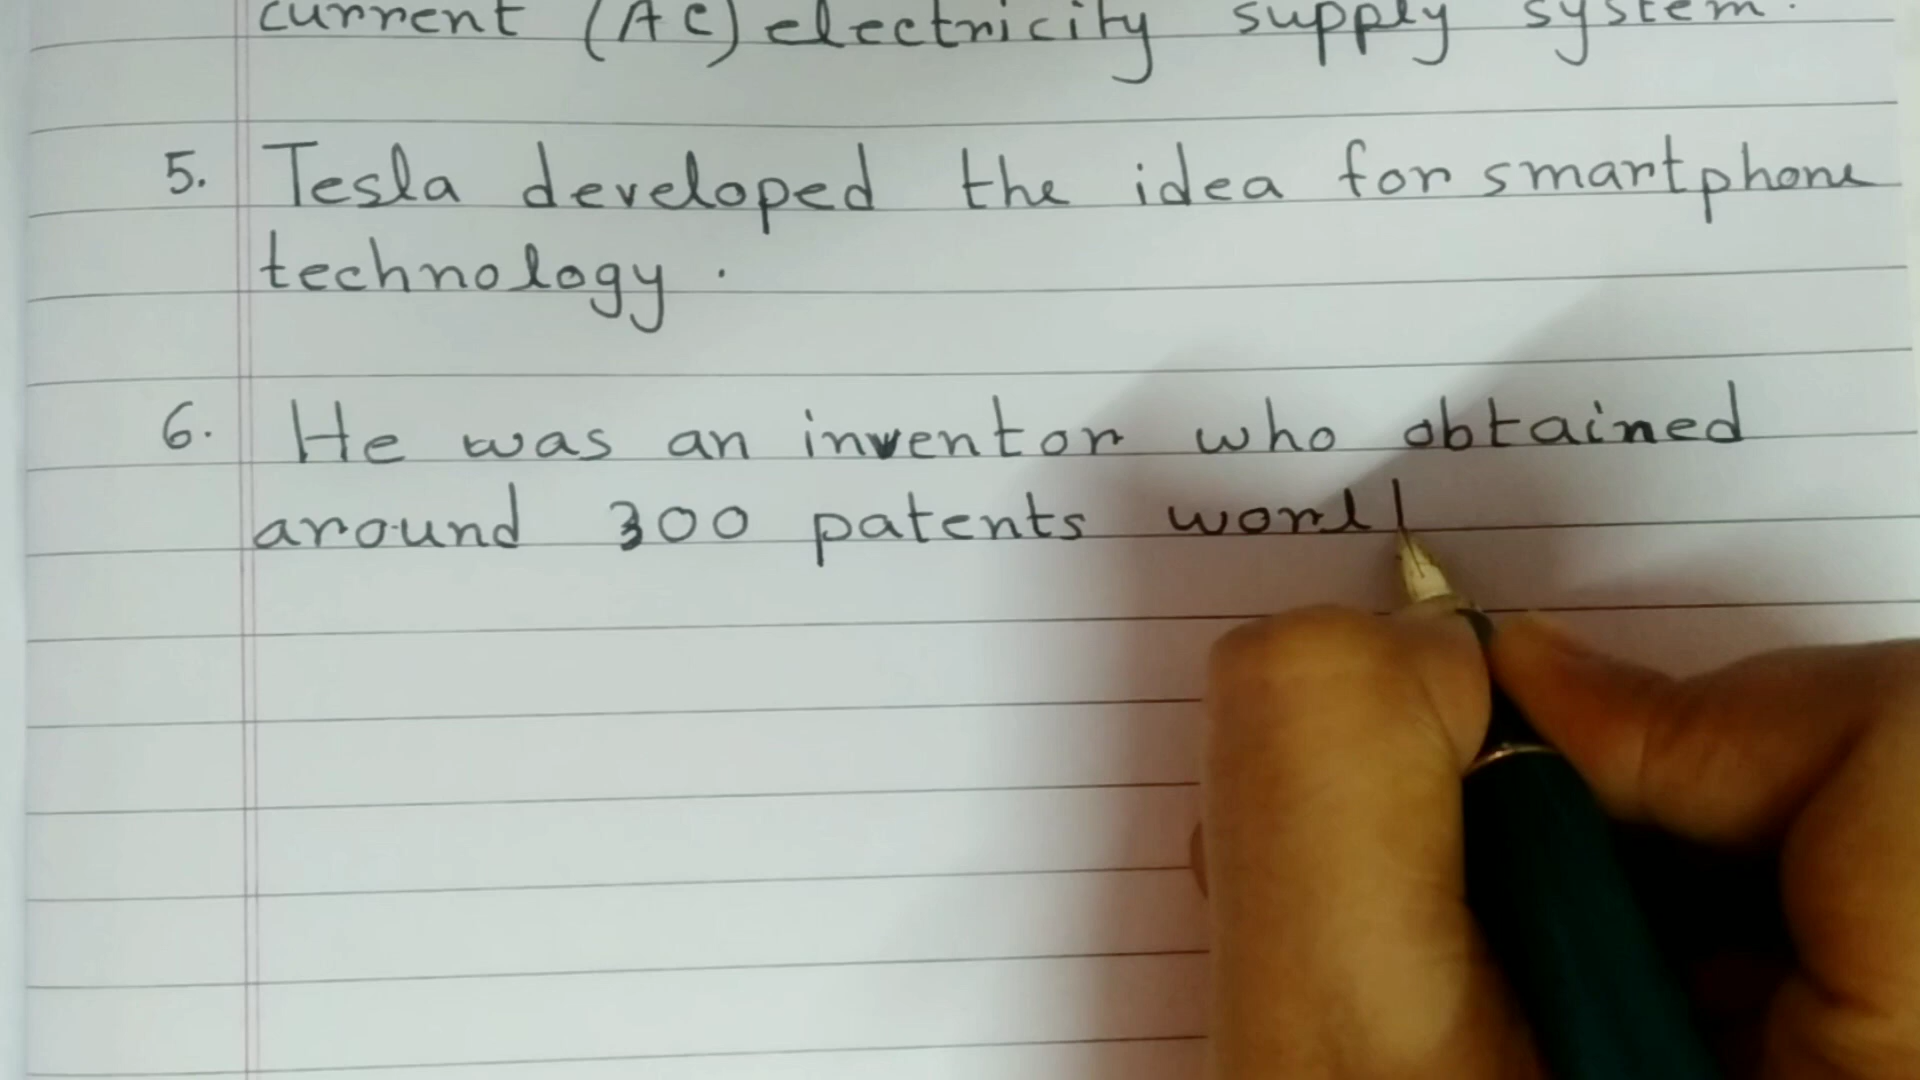 current (AC) electricity supply system.
5. Tesla developed the idea for smartphone
technology.
6. He was an inventor who obtained
around 300 patents worl